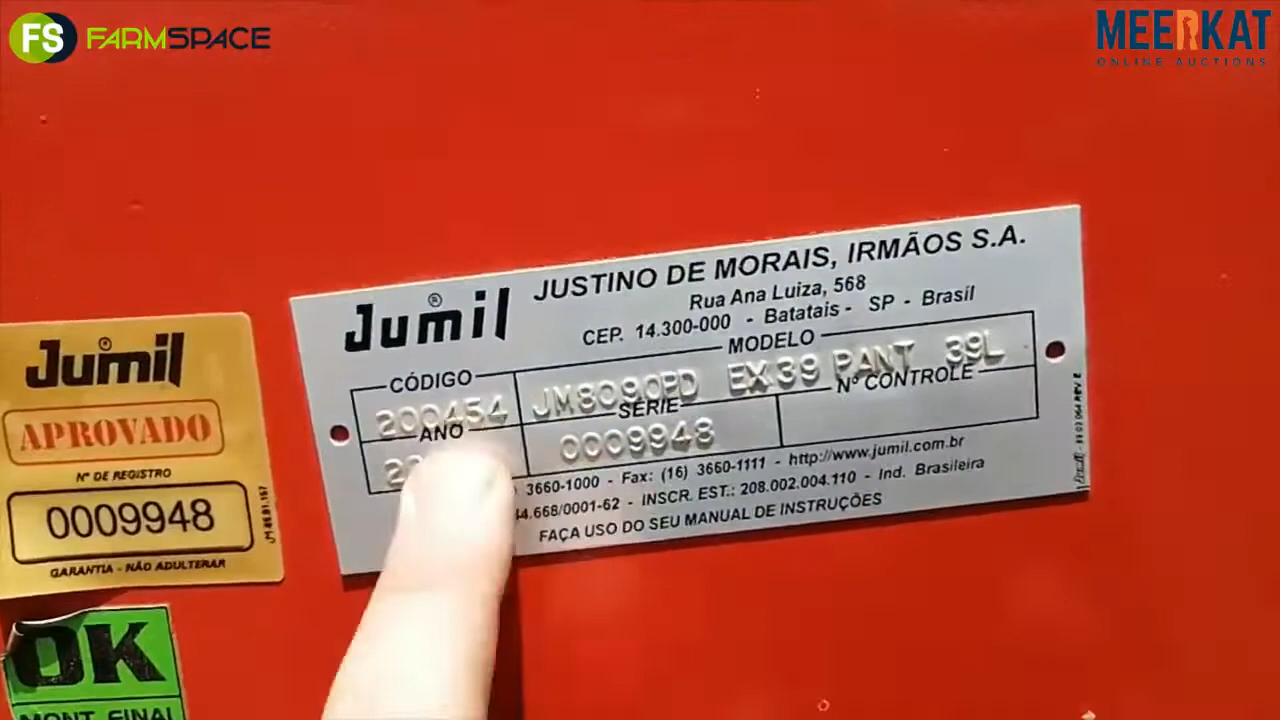 FS FARMSPACE
MEERKAT
ONLINE AUCTIONS
Jumil
JUSTINO DE MORAIS, IRMÃOS S.A.
Rua Ana Luiza, 568
CEP. 14.300-000 - Batatais - SP - Brasil
CÓDIGO
MODELO
200454
JM8090PD EX39 PANT 39L
ANO
SÉRIE
Nº CONTROLE
0009948
3660-1000 - Fax: (16) 3660-1111 - http://www.jumil.com.br
44.668/0001-62 - INSCR. EST.: 208.002.004.110 - Ind. Brasileira
FAÇA USO DO SEU MANUAL DE INSTRUÇÕES
Jumil
APROVADO
Nº DE REGISTRO
0009948
GARANTIA - NÃO ADULTERAR
OK
MONT. FINAL